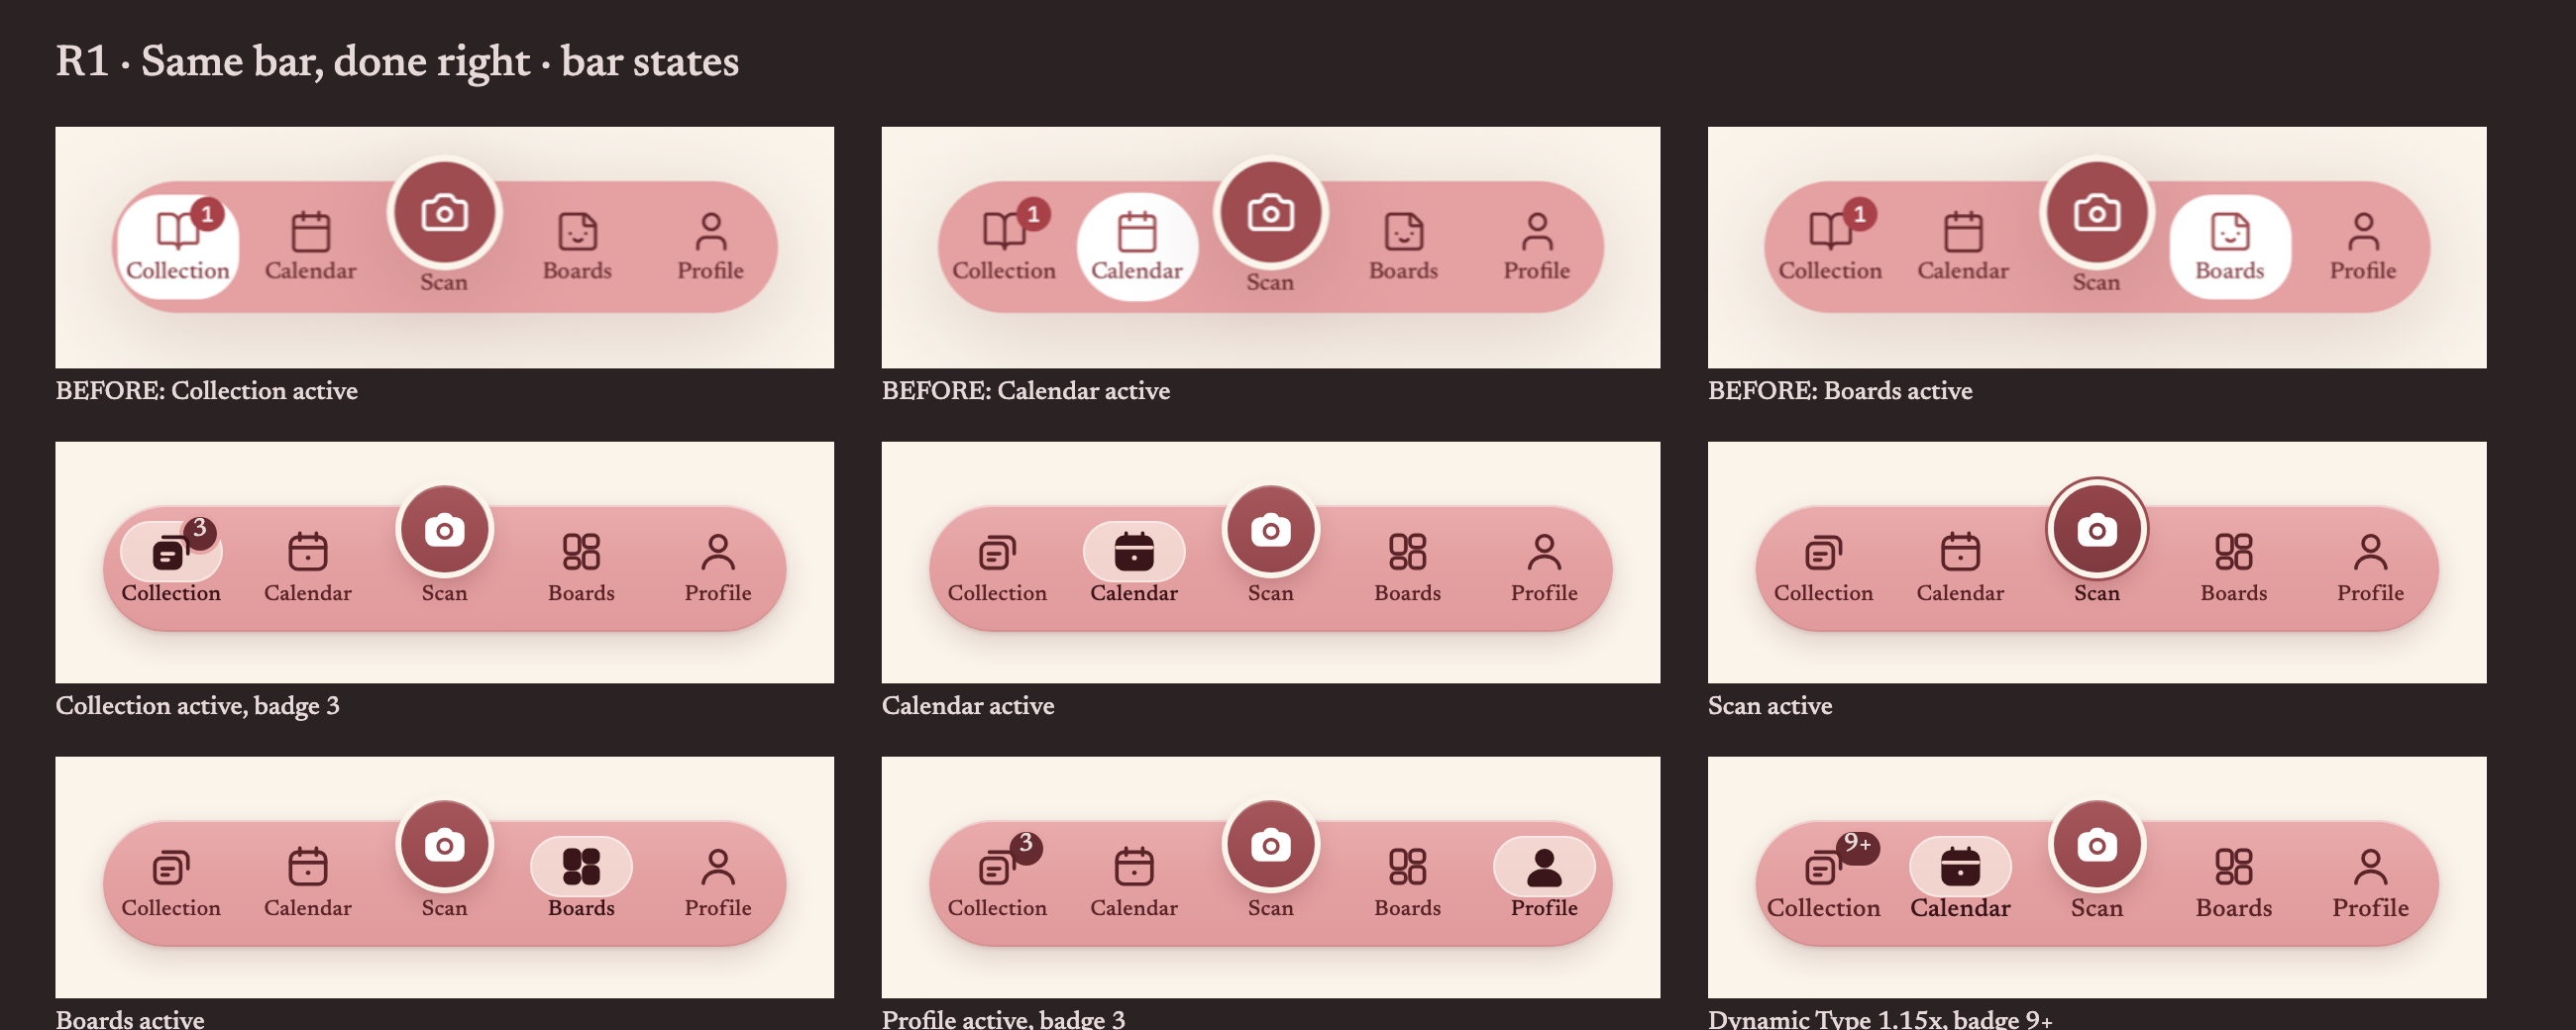 R1 · Same bar, done right · bar states
1
Collection Calendar Scan Boards Profile
BEFORE: Collection active
1
Collection Calendar Scan Boards Profile
BEFORE: Calendar active
1
Collection Calendar Scan Boards Profile
BEFORE: Boards active
3
Collection Calendar Scan Boards Profile
Collection active, badge 3
Collection Calendar Scan Boards Profile
Calendar active
Collection Calendar Scan Boards Profile
Scan active
Collection Calendar Scan Boards Profile
Boards active
3
Collection Calendar Scan Boards Profile
Profile active, badge 3
9+
Collection Calendar Scan Boards Profile
Dynamic Type 1.15x, badge 9+